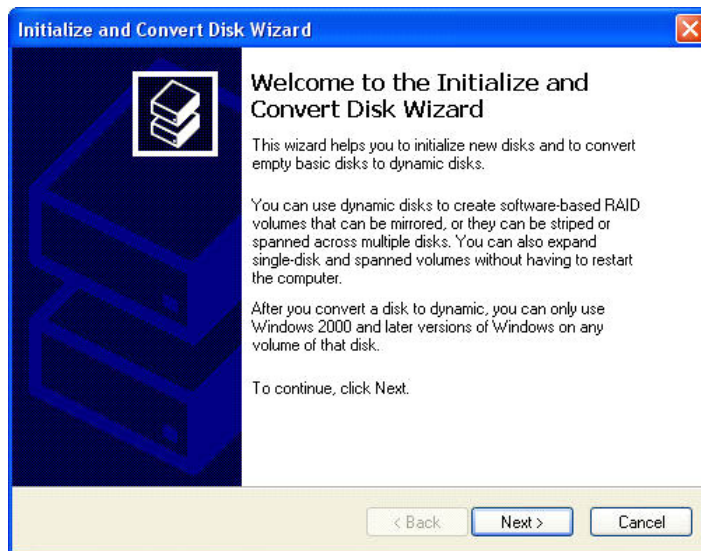 Initialize and Convert Disk Wizard
Welcome to the Initialize and
Convert Disk Wizard
This wizard helps you to initialize new disks and to convert
empty basic disks to dynamic disks.
You can use dynamic disks to create software-based RAID
volumes that can be mirrored, or they can be striped or
spanned across multiple disks. You can also expand
single-disk and spanned volumes without having to restart
the computer.
After you convert a disk to dynamic, you can only use
Windows 2000 and later versions of Windows on any
volume of that disk.
To continue, click Next.
< Back
Next >
Cancel